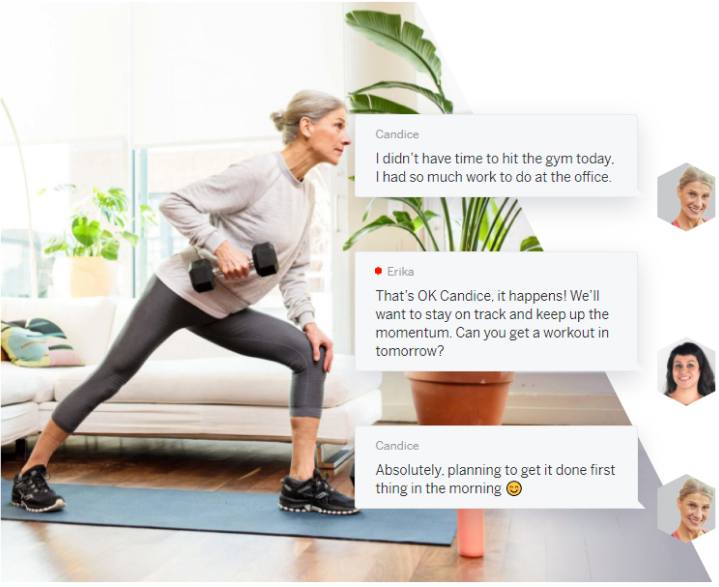 Candice
I didn't have time to hit the gym today,
I had so much work to do at the office.
Erika
That's OK Candice, it happens! We'll
want to stay on track and keep up the
momentum. Can you get a workout in
tomorrow?
Candice
Absolutely, planning to get it done first
thing in the morning 😊